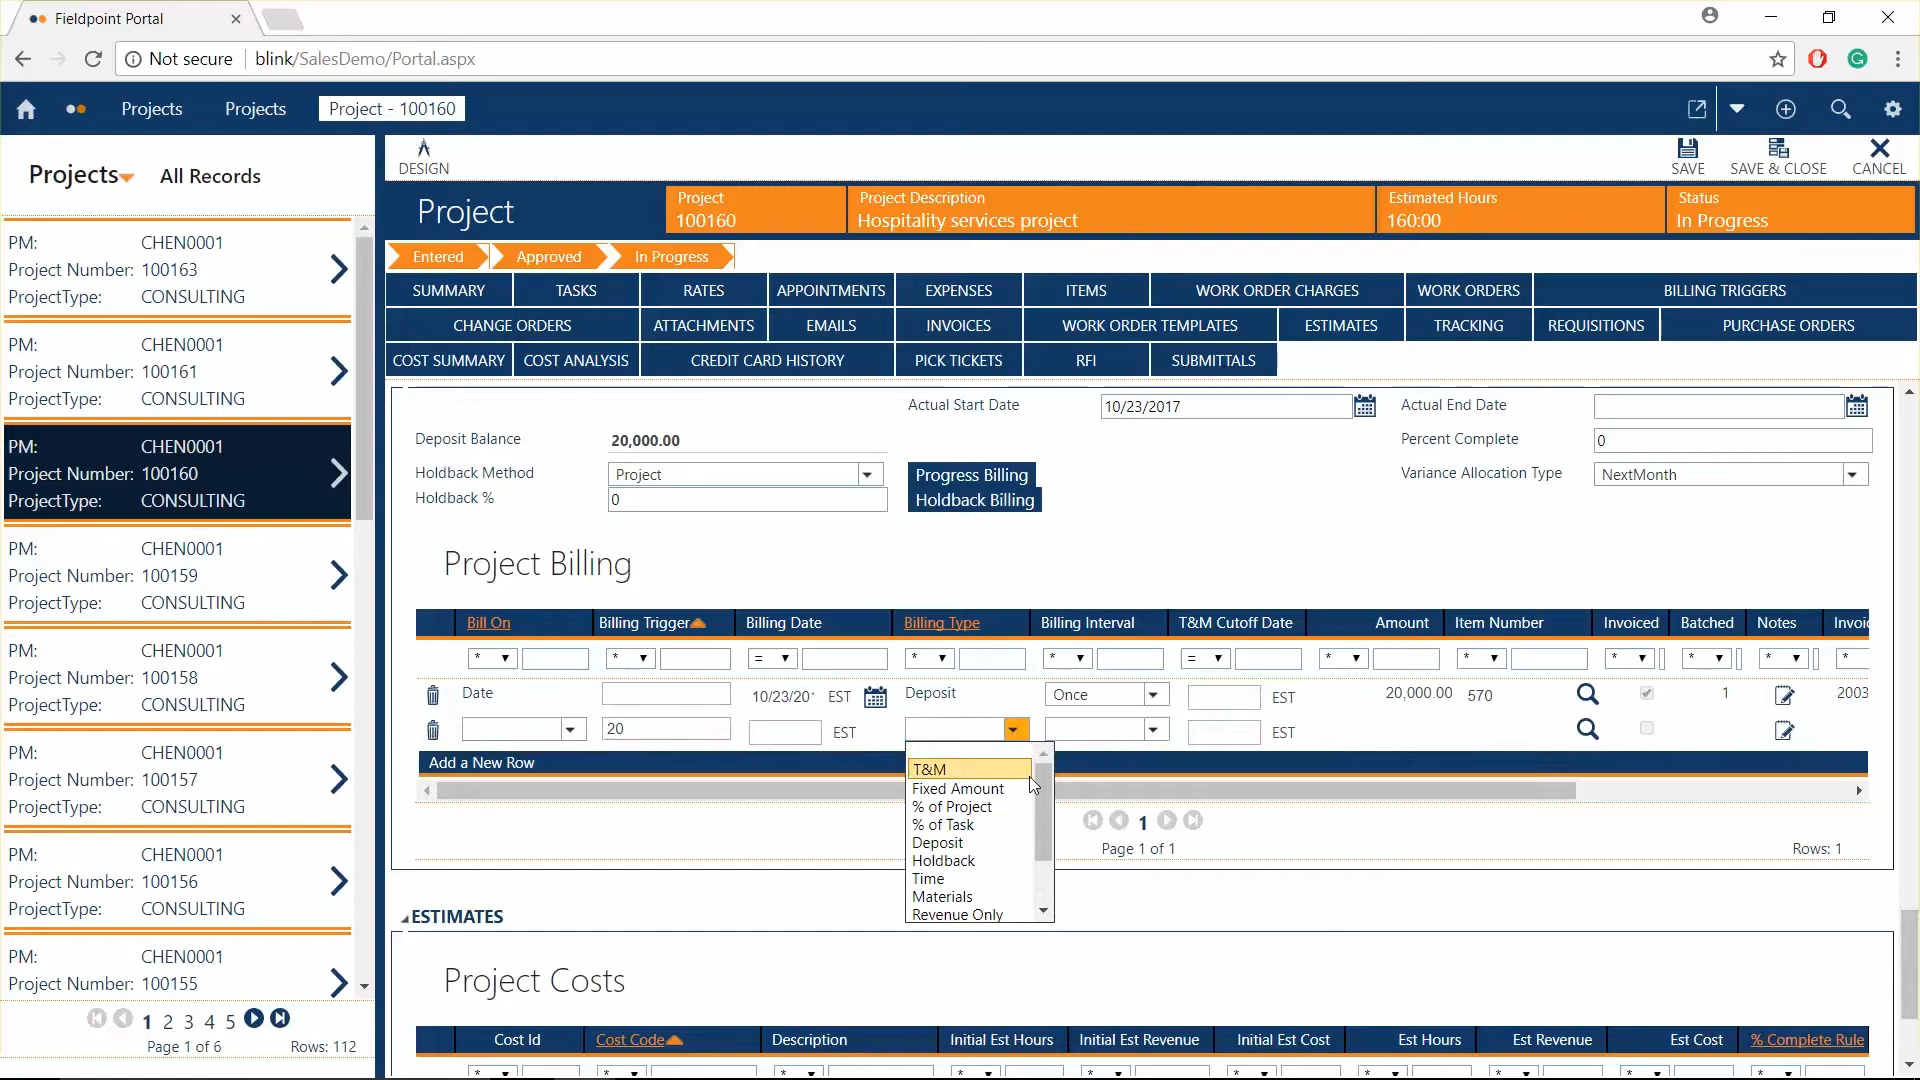 Fieldpoint Portal
Not secure blink/SalesDemo/Portal.aspx
Projects Projects Project - 100160
Projects All Records
DESIGN SAVE SAVE & CLOSE CANCEL
Project
Project
100160
Project Description
Hospitality services project
Estimated Hours
160:00
Status
In Progress
Entered Approved In Progress
SUMMARY TASKS RATES APPOINTMENTS EXPENSES ITEMS WORK ORDER CHARGES WORK ORDERS BILLING TRIGGERS
CHANGE ORDERS ATTACHMENTS EMAILS INVOICES WORK ORDER TEMPLATES ESTIMATES TRACKING REQUISITIONS PURCHASE ORDERS
COST SUMMARY COST ANALYSIS CREDIT CARD HISTORY PICK TICKETS RFI SUBMITTALS
PM: CHEN0001
Project Number: 100163
ProjectType: CONSULTING
PM: CHEN0001
Project Number: 100161
ProjectType: CONSULTING
PM: CHEN0001
Project Number: 100160
ProjectType: CONSULTING
PM: CHEN0001
Project Number: 100159
ProjectType: CONSULTING
PM: CHEN0001
Project Number: 100158
ProjectType: CONSULTING
PM: CHEN0001
Project Number: 100157
ProjectType: CONSULTING
PM: CHEN0001
Project Number: 100156
ProjectType: CONSULTING
PM: CHEN0001
Project Number: 100155
1 2 3 4 5
Page 1 of 6 Rows: 112
Actual Start Date 10/23/2017 Actual End Date
Deposit Balance 20,000.00 Percent Complete 0
Holdback Method Project Progress Billing Variance Allocation Type NextMonth
Holdback % 0 Holdback Billing
Project Billing
Bill On Billing Trigger Billing Date Billing Type Billing Interval T&M Cutoff Date Amount Item Number Invoiced Batched Notes Invoic
* * = * * = * * * * * *
Date 10/23/20 EST Deposit Once EST 20,000.00 570 1 2003
20 EST EST
Add a New Row
T&M
Fixed Amount
% of Project
% of Task
Deposit
Holdback
Time
Materials
Revenue Only
1
Page 1 of 1 Rows: 1
ESTIMATES
Project Costs
Cost Id Cost Code Description Initial Est Hours Initial Est Revenue Initial Est Cost Est Hours Est Revenue Est Cost % Complete Rule
* * * * * * * * * *